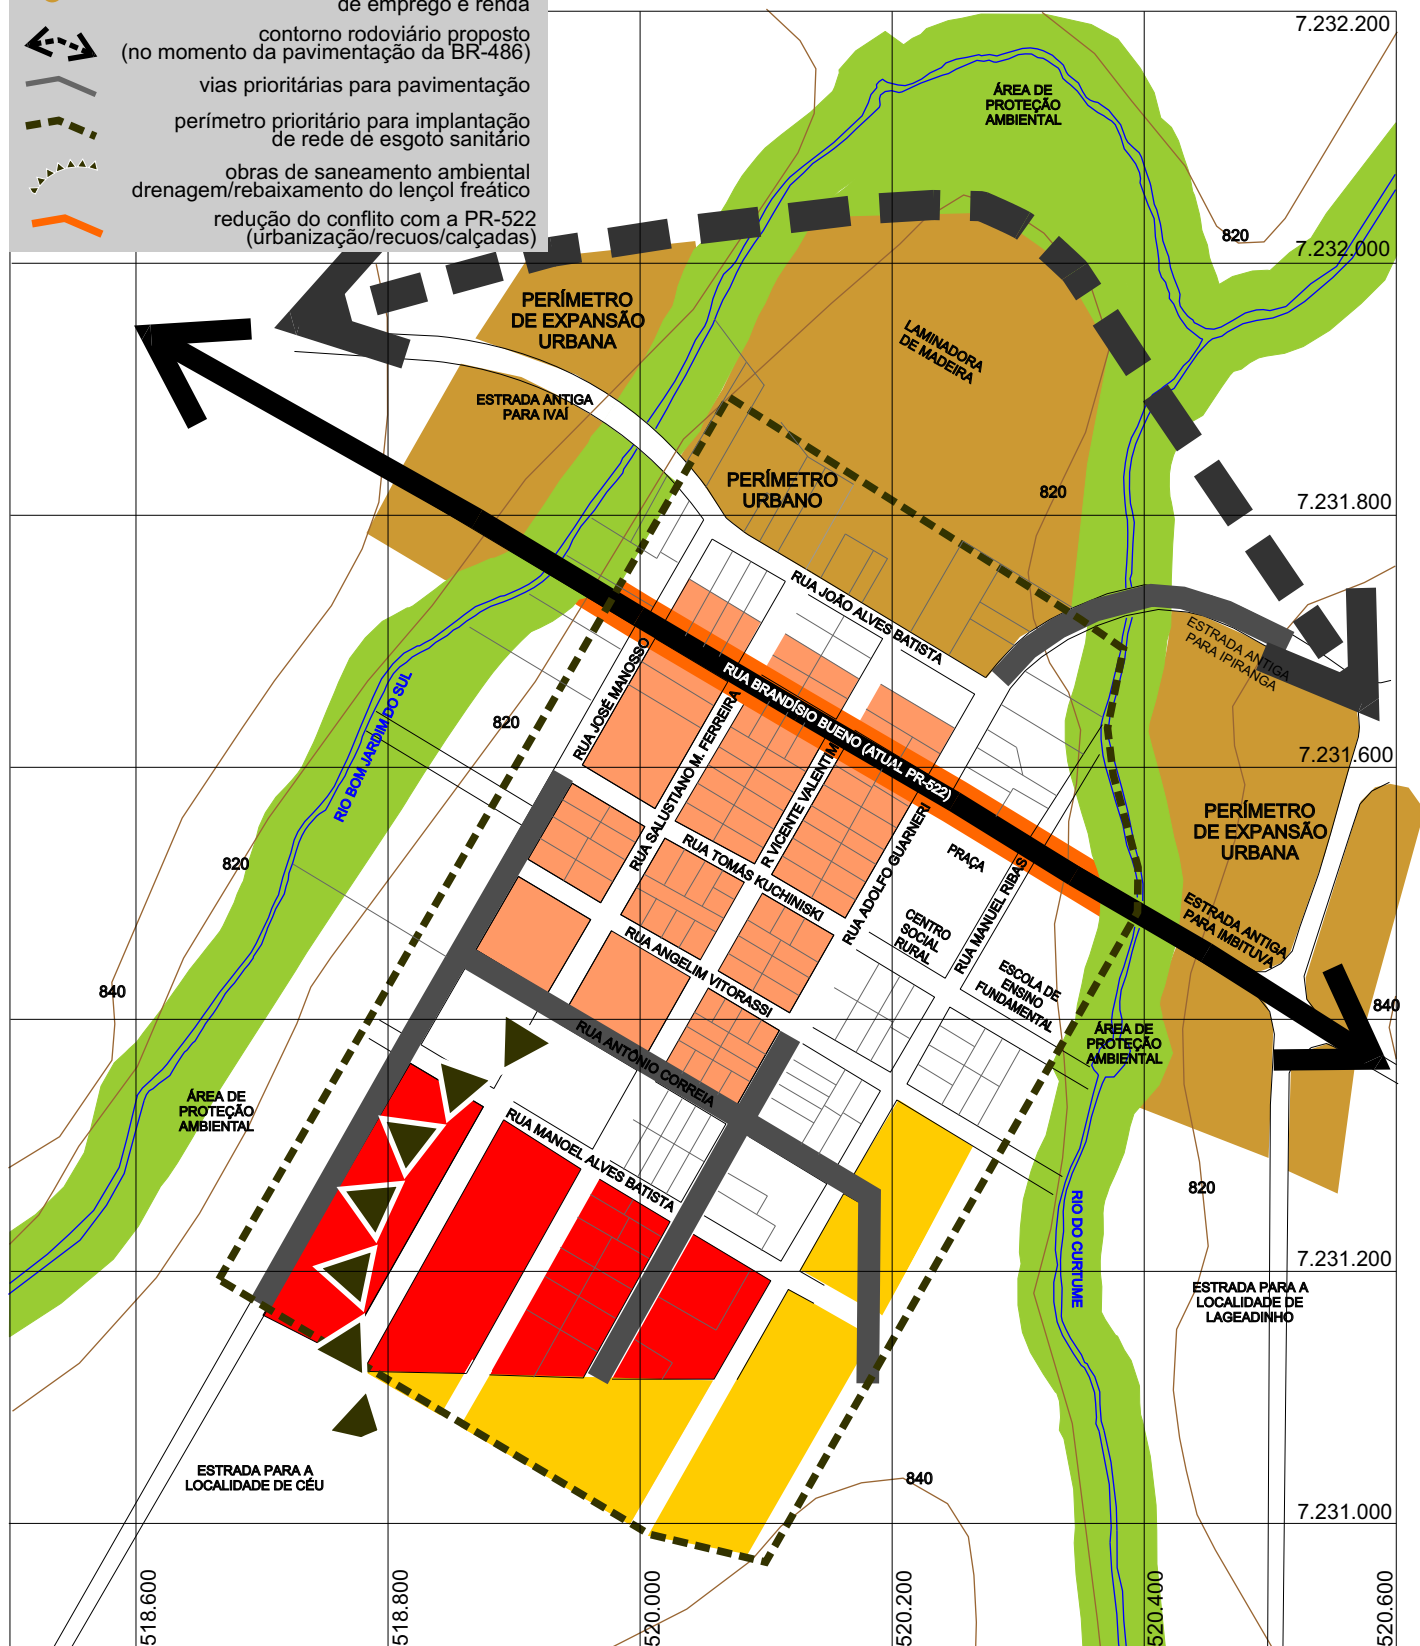 de emprego e renda
contorno rodoviário proposto
(no momento da pavimentação da BR-486)
vias prioritárias para pavimentação
perímetro prioritário para implantação
de rede de esgoto sanitário
obras de saneamento ambiental
drenagem/rebaixamento do lençol freático
redução do conflito com a PR-522
(urbanização/recuos/calçadas)
7.232.200
ÁREA DE
PROTEÇÃO
AMBIENTAL
820
7.232.000
PERÍMETRO
DE EXPANSÃO
URBANA
LAMINADORA
DE MADEIRA
ESTRADA ANTIGA
PARA IVAÍ
PERÍMETRO
URBANO
820
7.231.800
RUA JOÃO ALVES BATISTA
ESTRADA ANTIGA
PARA IPIRANGA
RUA JOSÉ MANOSSO
RUA BRANDÍSIO BUENO (ATUAL PR-522)
RIO BOM JARDIM DO SUL
820
RUA SALUSTIANO M. FERREIRA
R VICENTE VALENTIM
7.231.600
PERÍMETRO
DE EXPANSÃO
URBANA
RUA TOMÁS KUCHINISKI
RUA ADOLFO GUARNERI
PRAÇA
820
RUA MANUEL RIBAS
CENTRO
SOCIAL
RURAL
ESTRADA ANTIGA
PARA IMBITUVA
RUA ANGELIM VITORASSI
ESCOLA DE
ENSINO
FUNDAMENTAL
840
840
RUA ANTÔNIO CORREIA
ÁREA DE
PROTEÇÃO
AMBIENTAL
ÁREA DE
PROTEÇÃO
AMBIENTAL
RUA MANOEL ALVES BATISTA
820
RIO DO CURTUME
7.231.200
ESTRADA PARA A
LOCALIDADE DE
LAGEADINHO
ESTRADA PARA A
LOCALIDADE DE CÉU
840
7.231.000
518.600
518.800
520.000
520.200
520.400
520.600